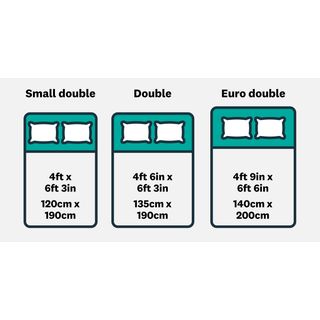 Small double
4ft x
6ft 3in
120cm x
190cm
Double
4ft 6in x
6ft 3in
135cm x
190cm
Euro double
4ft 9in x
6ft 6in
140cm x
200cm